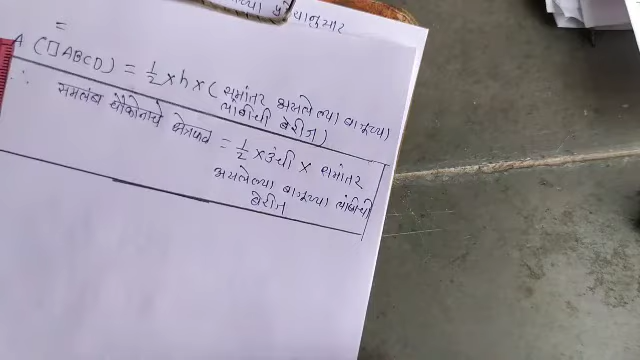 =
A (□ABCD) = 1/2 × h × ( समांतर असलेल्या बाजूच्या
लांबीची बेरीज )
∴ समलंब चौकोनाचे क्षेत्रफळ = 1/2 × उंची × समांतर
असलेल्या बाजूच्या लांबीची
बेरीज